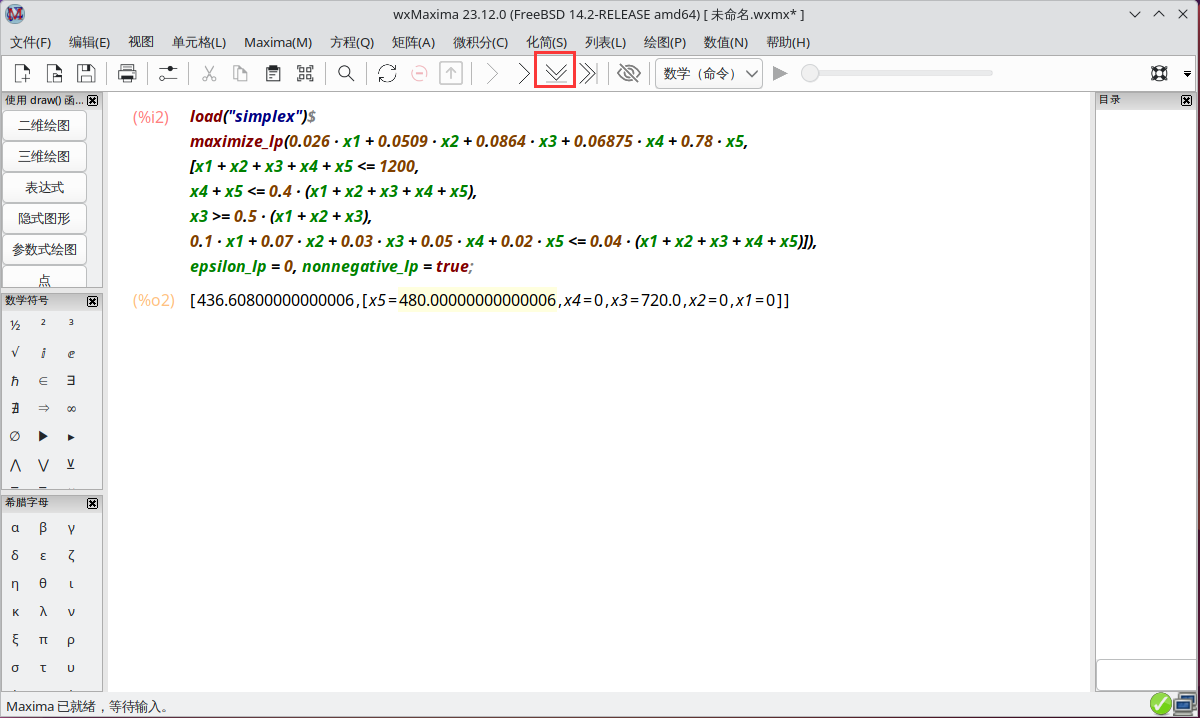 wxMaxima 23.12.0 (FreeBSD 14.2-RELEASE amd64) [ 未命名.wxmx* ]
文件(F) 编辑(E) 视图 单元格(L) Maxima(M) 方程(Q) 矩阵(A) 微积分(C) 化简(S) 列表(L) 绘图(P) 数值(N) 帮助(H)
数学（命令）
使用 draw() 函...
二维绘图
三维绘图
表达式
隐式图形
参数式绘图
点
数学符号
½ ² ³
√ ⅈ ⅇ
ℏ ∈ ∃
∄ ⇒ ∞
∅ ▶ ▸
⋀ ⋁ ⊻
希腊字母
α β γ
δ ε ζ
η θ ι
κ λ ν
ξ π ρ
σ τ υ
(%i2) load("simplex")$
maximize_lp(0.026 · x1 + 0.0509 · x2 + 0.0864 · x3 + 0.06875 · x4 + 0.78 · x5,
[x1 + x2 + x3 + x4 + x5 <= 1200,
x4 + x5 <= 0.4 · (x1 + x2 + x3 + x4 + x5),
x3 >= 0.5 · (x1 + x2 + x3),
0.1 · x1 + 0.07 · x2 + 0.03 · x3 + 0.05 · x4 + 0.02 · x5 <= 0.04 · (x1 + x2 + x3 + x4 + x5)]),
epsilon_lp = 0, nonnegative_lp = true;
(%o2) [436.60800000000006,[x5=480.00000000000006,x4=0,x3=720.0,x2=0,x1=0]]
目录
Maxima 已就绪，等待输入。